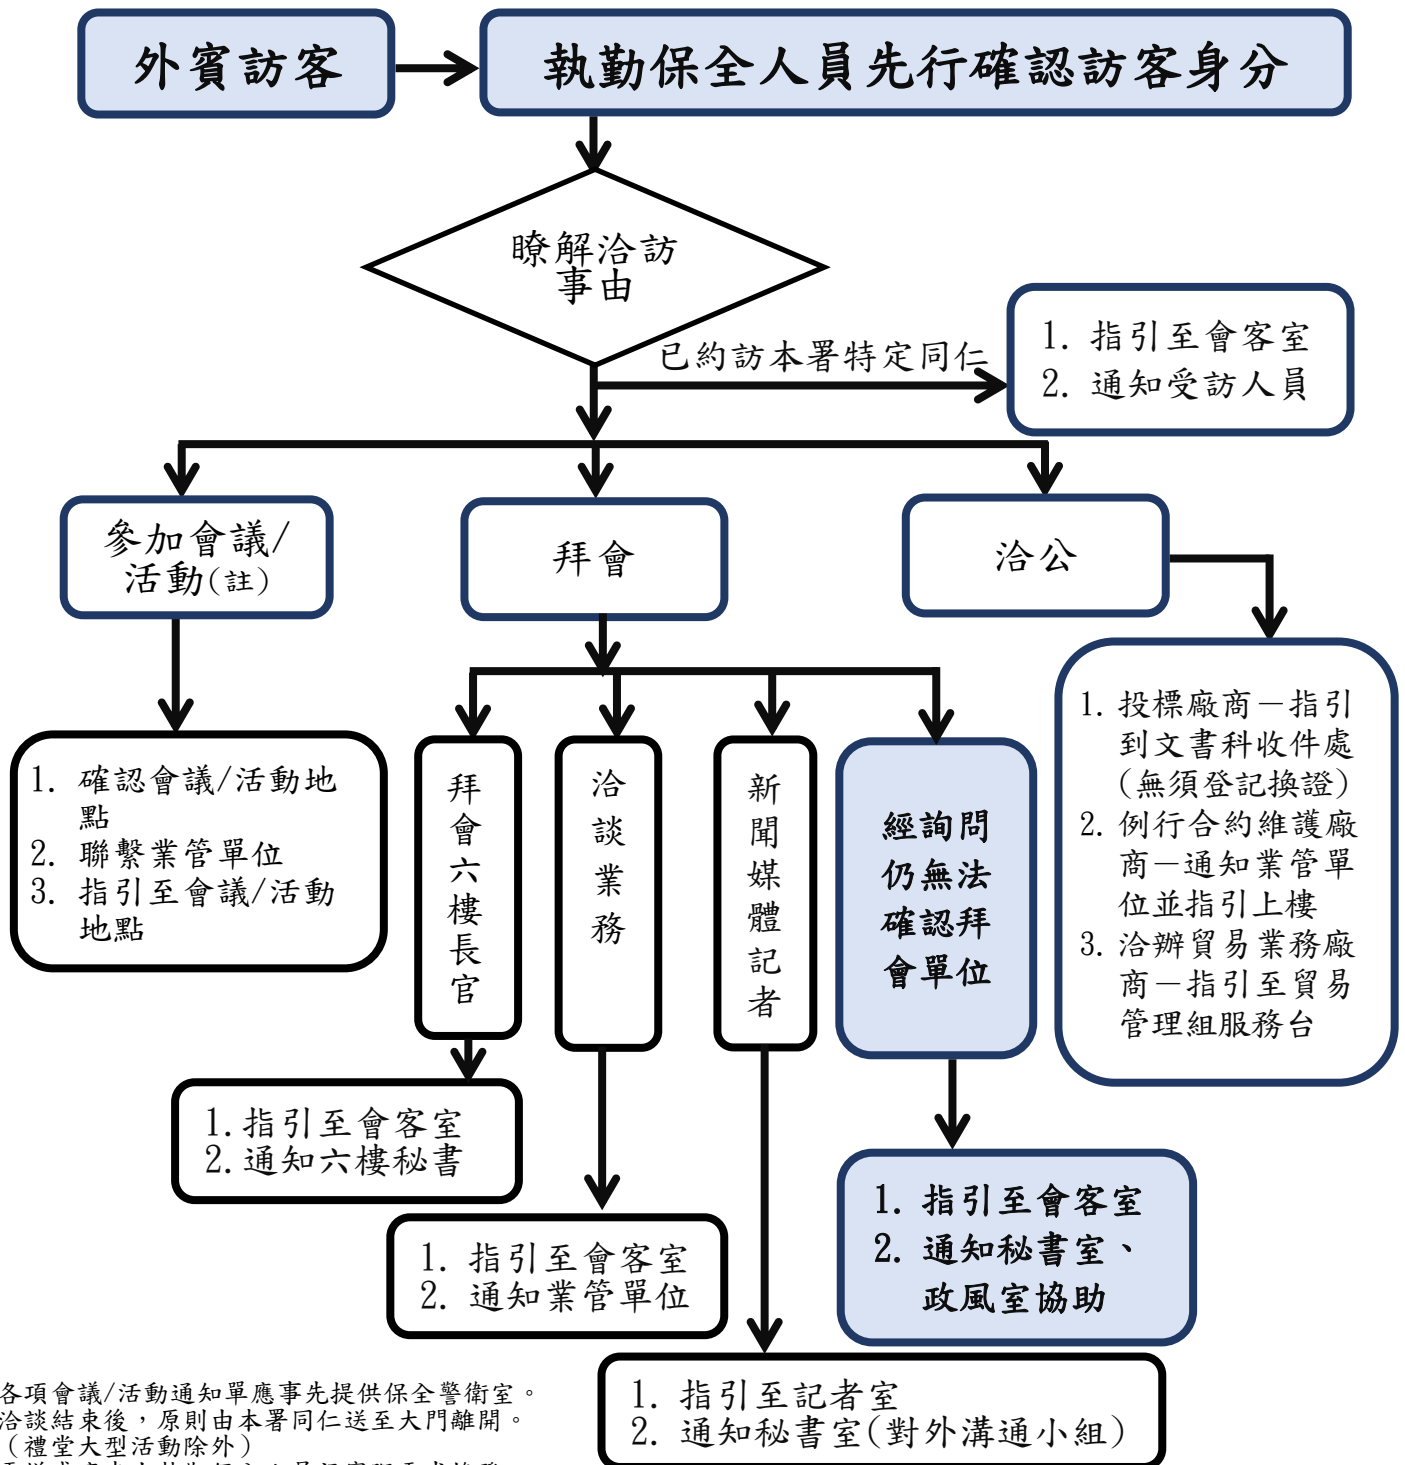 外賓訪客
執勤保全人員先行確認訪客身分
瞭解洽訪
事由
已約訪本署特定同仁
1. 指引至會客室
2. 通知受訪人員
參加會議/
活動(註)
拜會
洽公
1. 確認會議/活動地
點
2. 聯繫業管單位
3. 指引至會議/活動
地點
拜會六樓長官
洽談業務
新聞媒體記者
經詢問
仍無法
確認拜
會單位
1. 投標廠商－指引
到文書科收件處
(無須登記換證)
2. 例行合約維護廠
商－通知業管單
位並指引上樓
3. 洽辦貿易業務廠
商－指引至貿易
管理組服務台
1. 指引至會客室
2. 通知六樓秘書
1. 指引至會客室
2. 通知業管單位
1. 指引至會客室
2. 通知秘書室、
政風室協助
1. 指引至記者室
2. 通知秘書室(對外溝通小組)
各項會議/活動通知單應事先提供保全警衛室。
洽談結束後，原則由本署同仁送至大門離開。
（禮堂大型活動除外）